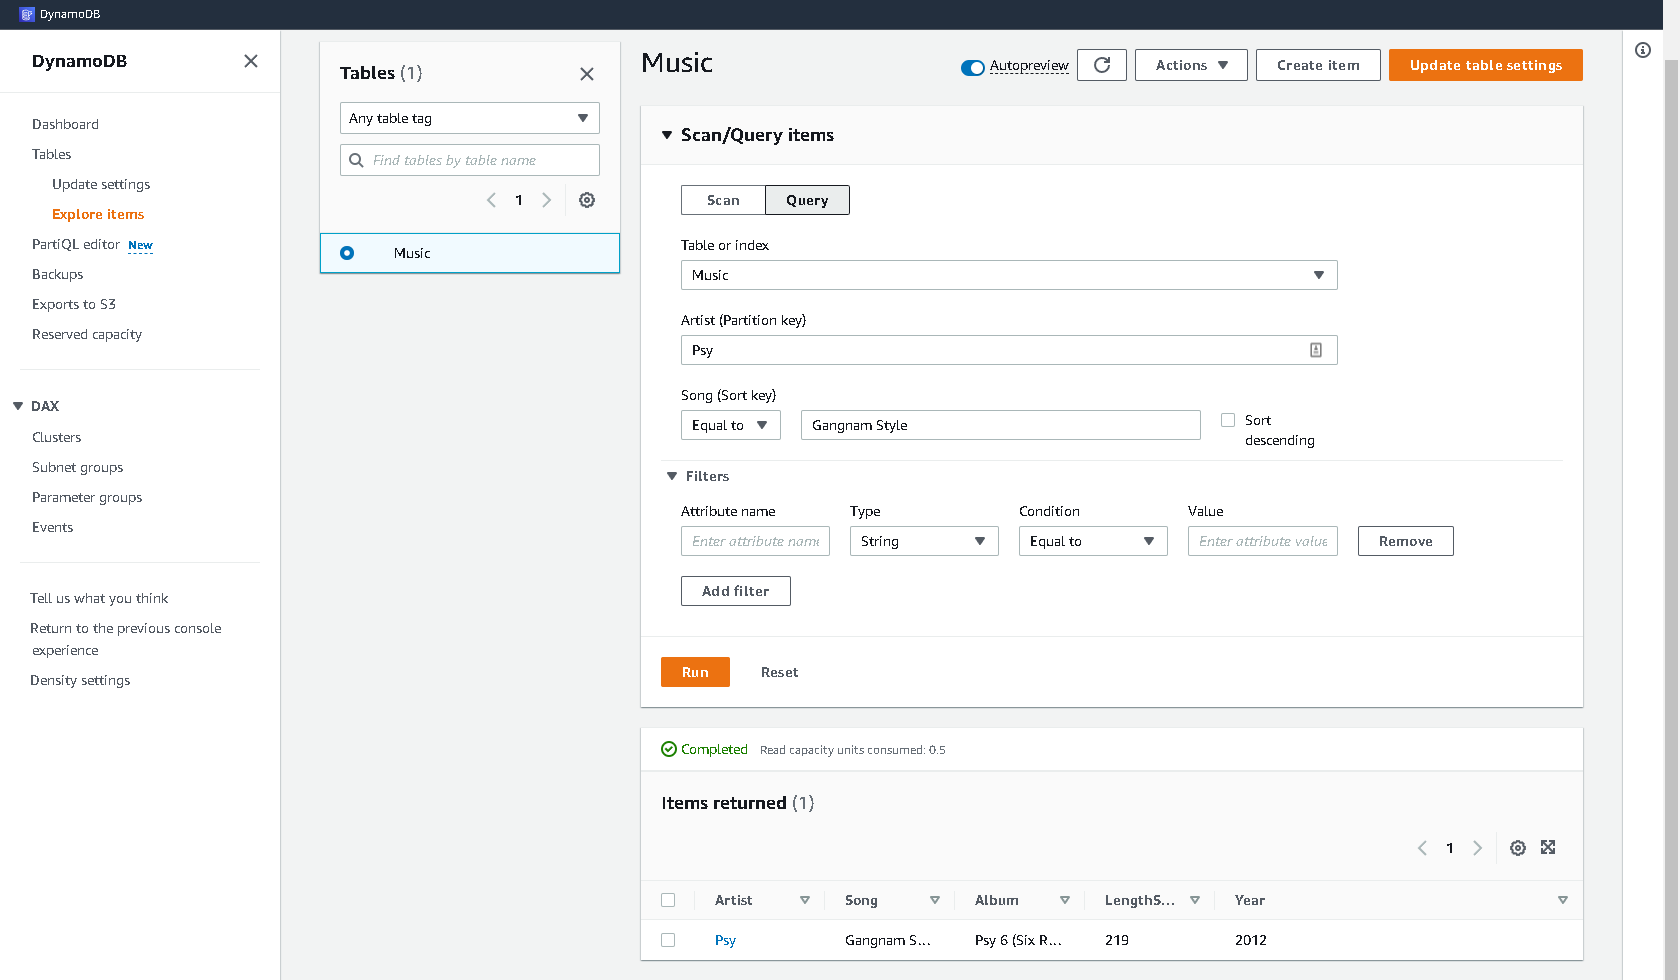 DynamoDB
DynamoDB
Dashboard
Tables
Update settings
Explore items
PartiQL editor New
Backups
Exports to S3
Reserved capacity
DAX
Clusters
Subnet groups
Parameter groups
Events
Tell us what you think
Return to the previous console
experience
Density settings
Tables (1)
Any table tag
Find tables by table name
1
Music
Music
Autopreview
Actions
Create item
Update table settings
Scan/Query items
Scan Query
Table or index
Music
Artist (Partition key)
Psy
Song (Sort key)
Equal to Gangnam Style Sort
descending
Filters
Attribute name Type Condition Value
Enter attribute name String Equal to Enter attribute value Remove
Add filter
Run Reset
Completed Read capacity units consumed: 0.5
Items returned (1)
1
Artist Song Album LengthS... Year
Psy Gangnam S... Psy 6 (Six R... 219 2012